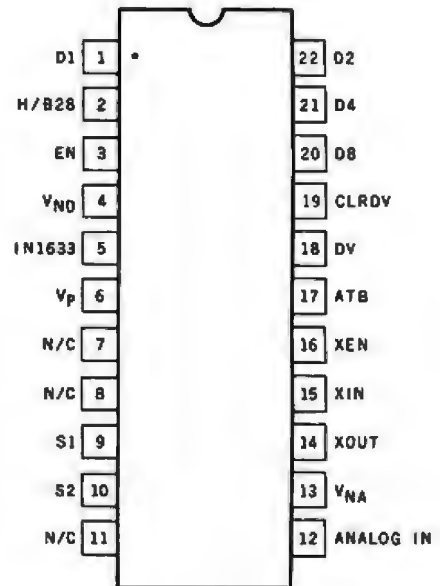 D1 1 22 D2
H/B28 2 21 D4
EN 3 20 D8
VND 4 19 CLRDV
IN1633 5 18 DV
VP 6 17 ATB
N/C 7 16 XEN
N/C 8 15 XIN
S1 9 14 XOUT
S2 10 13 VNA
N/C 11 12 ANALOG IN